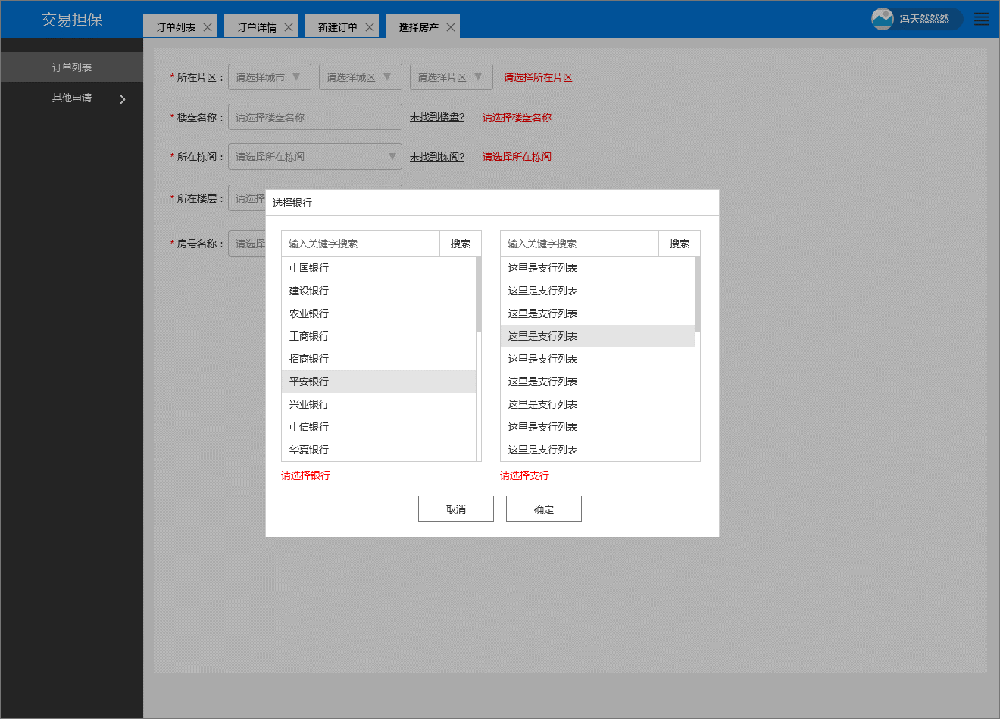 交易担保
订单列表
订单详情
新建订单
选择房产
冯天然然然
订单列表
其他申请
* 所在片区：
请选择城市
请选择城区
请选择片区
请选择所在片区
* 楼盘名称：
请选择楼盘名称
未找到楼盘?
请选择楼盘名称
* 所在栋阁：
请选择所在栋阁
未找到栋阁?
请选择所在栋阁
* 所在楼层：
请选择
* 房号名称：
请选择
选择银行
输入关键字搜索
搜索
中国银行
建设银行
农业银行
工商银行
招商银行
平安银行
兴业银行
中信银行
华夏银行
请选择银行
输入关键字搜索
搜索
这里是支行列表
这里是支行列表
这里是支行列表
这里是支行列表
这里是支行列表
这里是支行列表
这里是支行列表
这里是支行列表
这里是支行列表
请选择支行
取消
确定